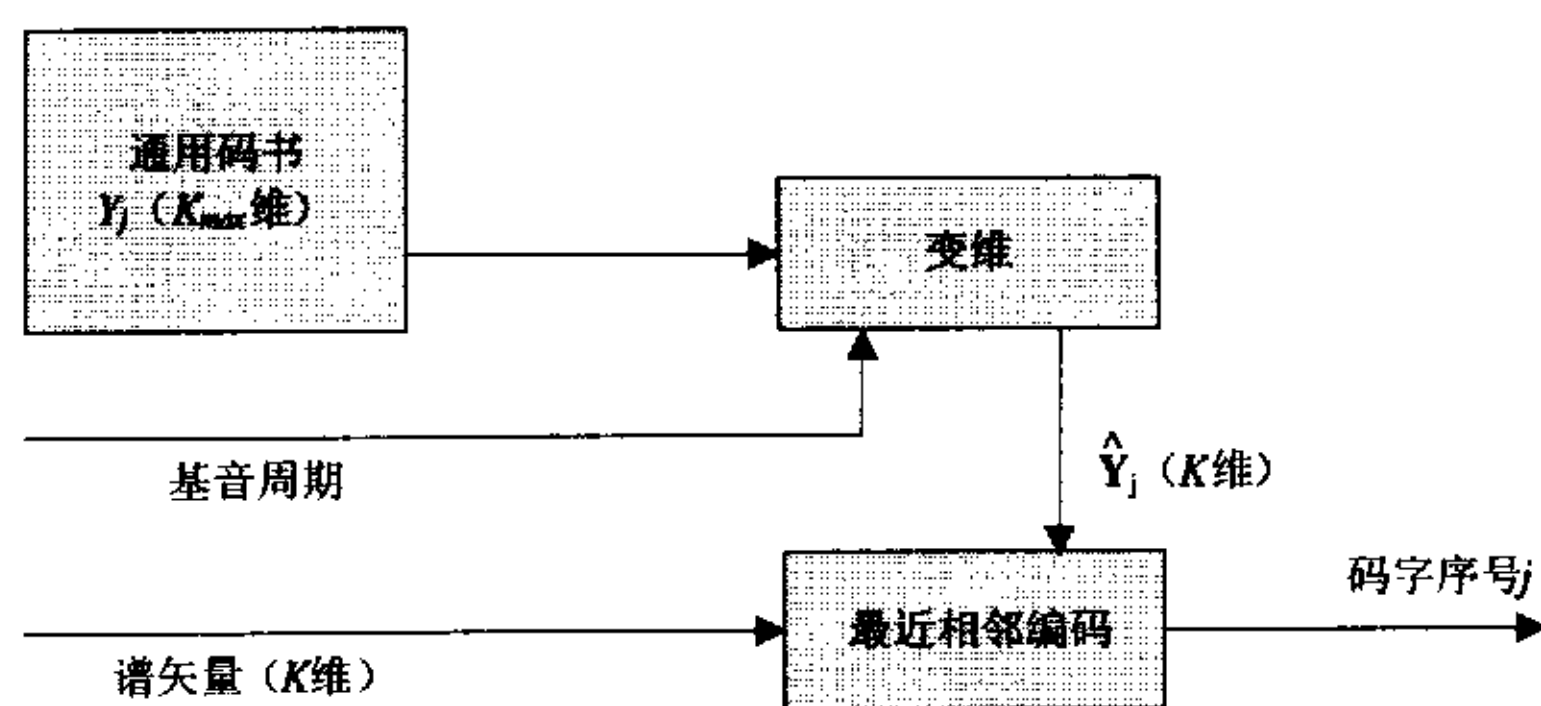 通用码书
Yj（Kmax维）
变维
基音周期
Ŷj（K维）
码字序号j
最近相邻编码
谱矢量（K维）